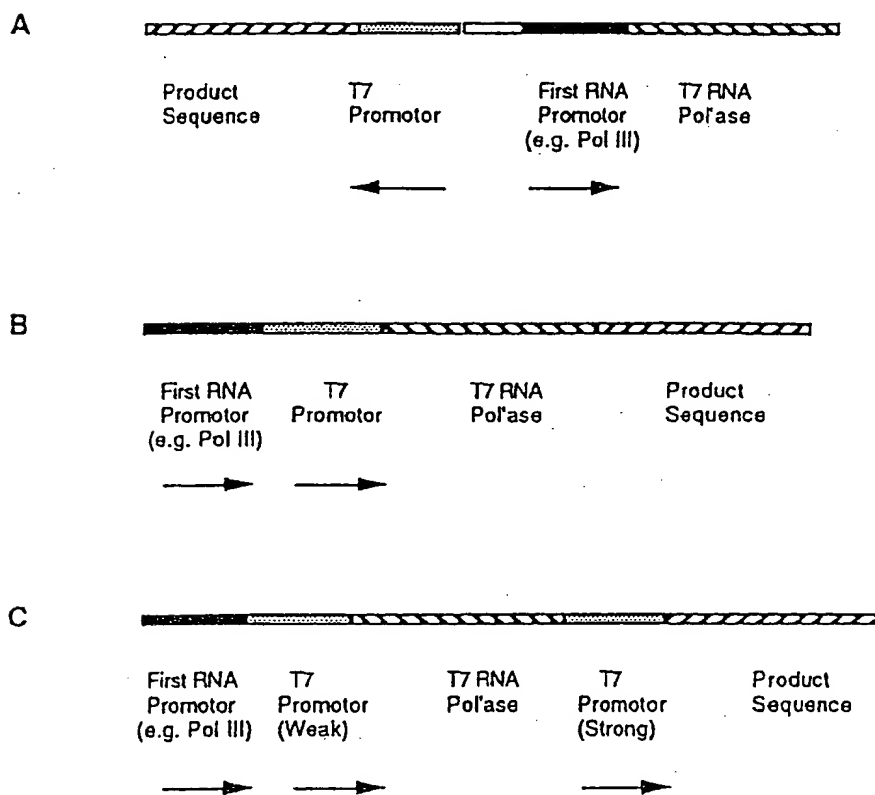 A
Product
Sequence
T7
Promotor
First RNA
Promotor
(e.g. Pol III)
T7 RNA
Pol'ase
B
First RNA
Promotor
(e.g. Pol III)
T7
Promotor
T7 RNA
Pol'ase
Product
Sequence
C
First RNA
Promotor
(e.g. Pol III)
T7
Promotor
(Weak)
T7 RNA
Pol'ase
T7
Promotor
(Strong)
Product
Sequence